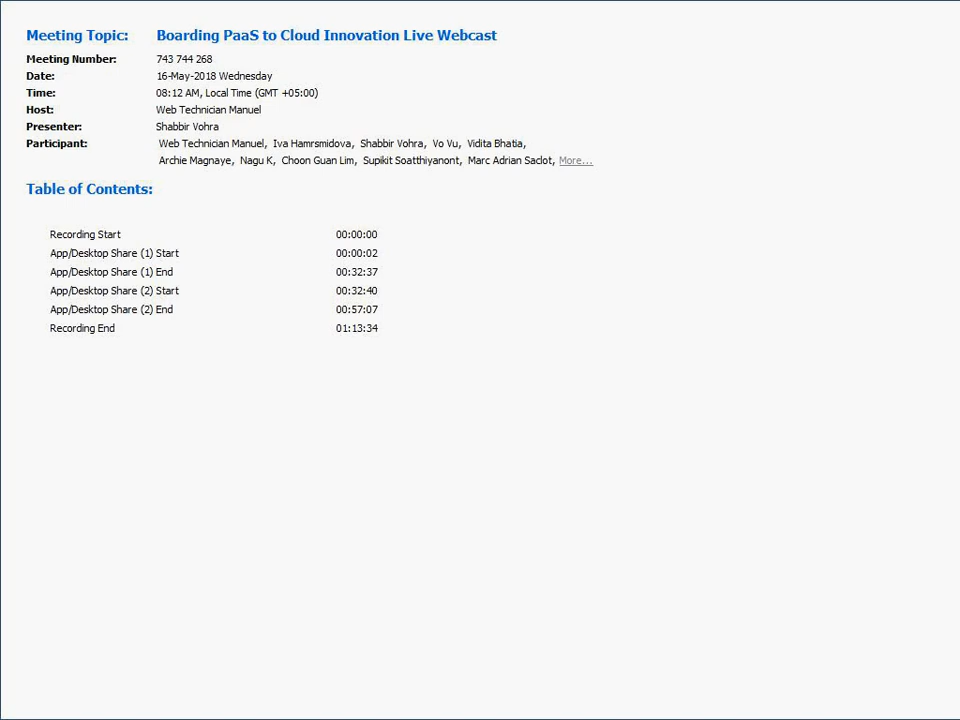 Meeting Topic: Boarding PaaS to Cloud Innovation Live Webcast
Meeting Number: 743 744 268
Date: 16-May-2018 Wednesday
Time: 08:12 AM, Local Time (GMT +05:00)
Host: Web Technician Manuel
Presenter: Shabbir Vohra
Participant: Web Technician Manuel, Iva Hamrsmidova, Shabbir Vohra, Vo Vu, Vidita Bhatia,
Archie Magnaye, Nagu K, Choon Guan Lim, Supikit Soatthiyanont, Marc Adrian Saclot, More...
Table of Contents:
Recording Start 00:00:00
App/Desktop Share (1) Start 00:00:02
App/Desktop Share (1) End 00:32:37
App/Desktop Share (2) Start 00:32:40
App/Desktop Share (2) End 00:57:07
Recording End 01:13:34